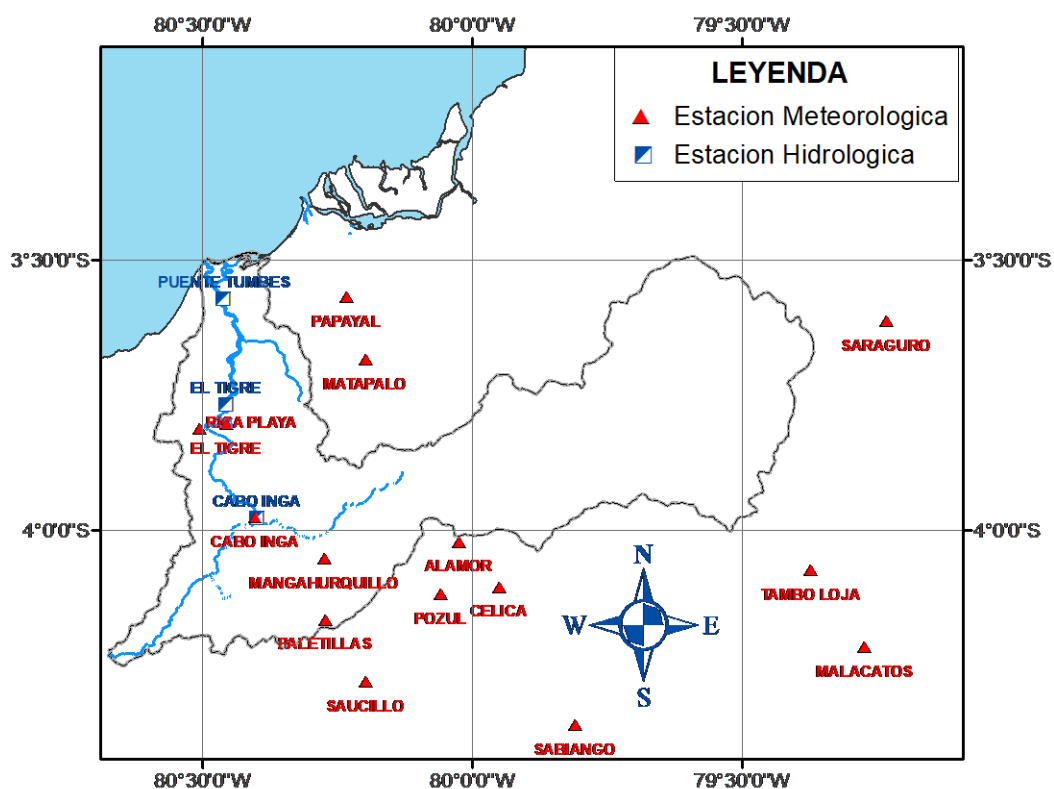 80°30'0"W 80°0'0"W 79°30'0"W
LEYENDA
Estacion Meteorologica
Estacion Hidrologica
3°30'0"S 3°30'0"S
PUENTE TUMBES
PAPAYAL
SARAGURO
MATAPALO
EL TIGRE
RICA PLAYA
EL TIGRE
CABO INGA
4°0'0"S 4°0'0"S
CABO INGA
N
ALAMOR
MANGAHURQUILLO
CELICA
TAMBO LOJA
POZUL
W E
PALETILLAS
MALACATOS
S
SAUCILLO
SABIANGO
80°30'0"W 80°0'0"W 79°30'0"W